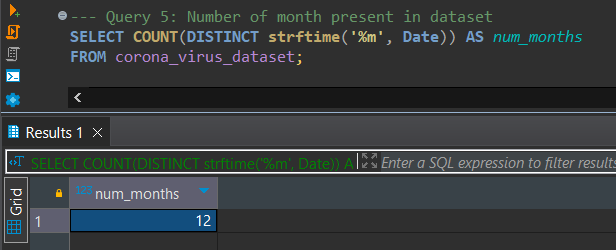 --- Query 5: Number of month present in dataset
SELECT COUNT(DISTINCT strftime('%m', Date)) AS num_months
FROM corona_virus_dataset;
Results 1
SELECT COUNT(DISTINCT strftime('%m', Date)) A
Enter a SQL expression to filter results
Grid
123 num_months
1
12